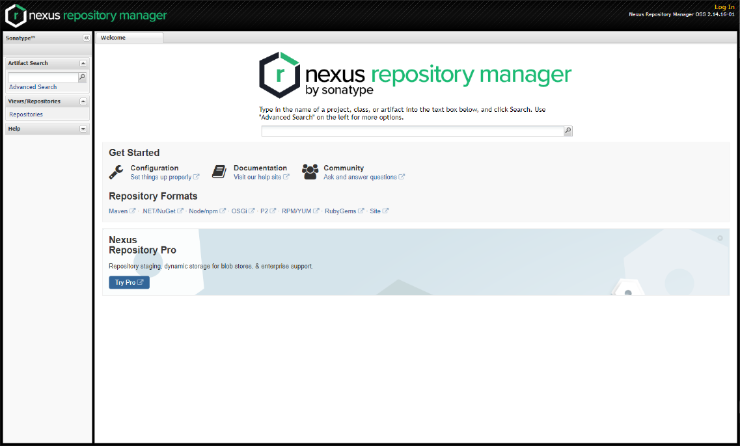 nexus repository manager
Log In
Nexus Repository Manager OSS 2.14.15-01
Sonatype™
Welcome
Artifact Search
Advanced Search
Views/Repositories
Repositories
Help
r
nexus repository manager
by sonatype
Type in the name of a project, class, or artifact into the text box below, and click Search. Use
"Advanced Search" on the left for more options.
Get Started
Configuration
Set things up properly
Documentation
Visit our help site
Community
Ask and answer questions
Repository Formats
Maven · .NET/NuGet · Node/npm · OSGi · P2 · RPM/YUM · RubyGems · Site
Nexus
Repository Pro
Repository staging, dynamic storage for blob stores, & enterprise support.
Try Pro